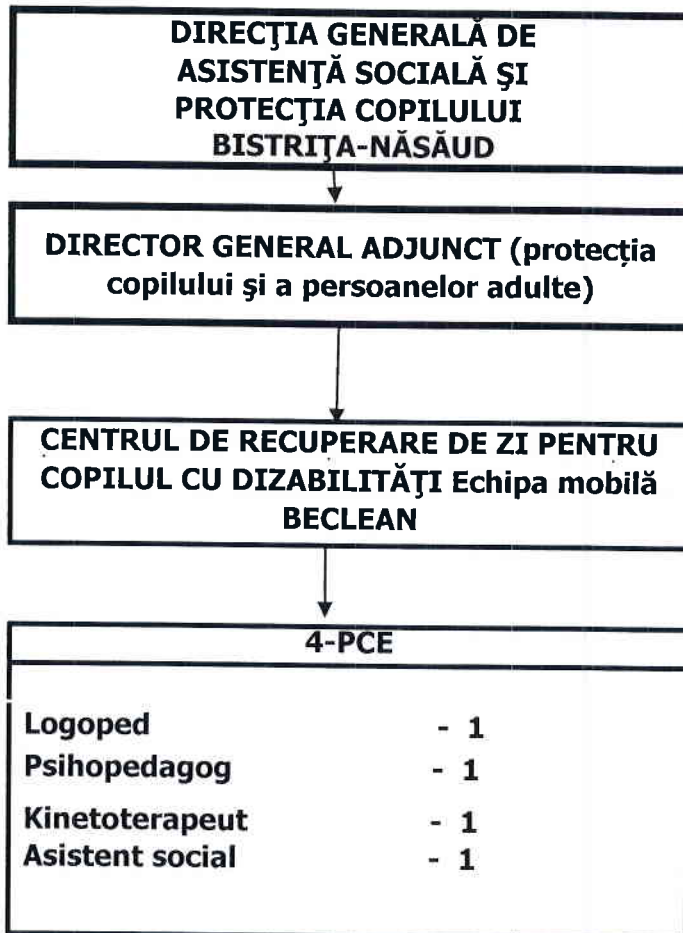 DIRECŢIA GENERALĂ DE
ASISTENŢĂ SOCIALĂ ŞI
PROTECŢIA COPILULUI
BISTRIŢA-NĂSĂUD
DIRECTOR GENERAL ADJUNCT (protecția
copilului şi a persoanelor adulte)
CENTRUL DE RECUPERARE DE ZI PENTRU
COPILUL CU DIZABILITĂŢI Echipa mobilă
BECLEAN
4-PCE
Logoped - 1
Psihopedagog - 1
Kinetoterapeut - 1
Asistent social - 1